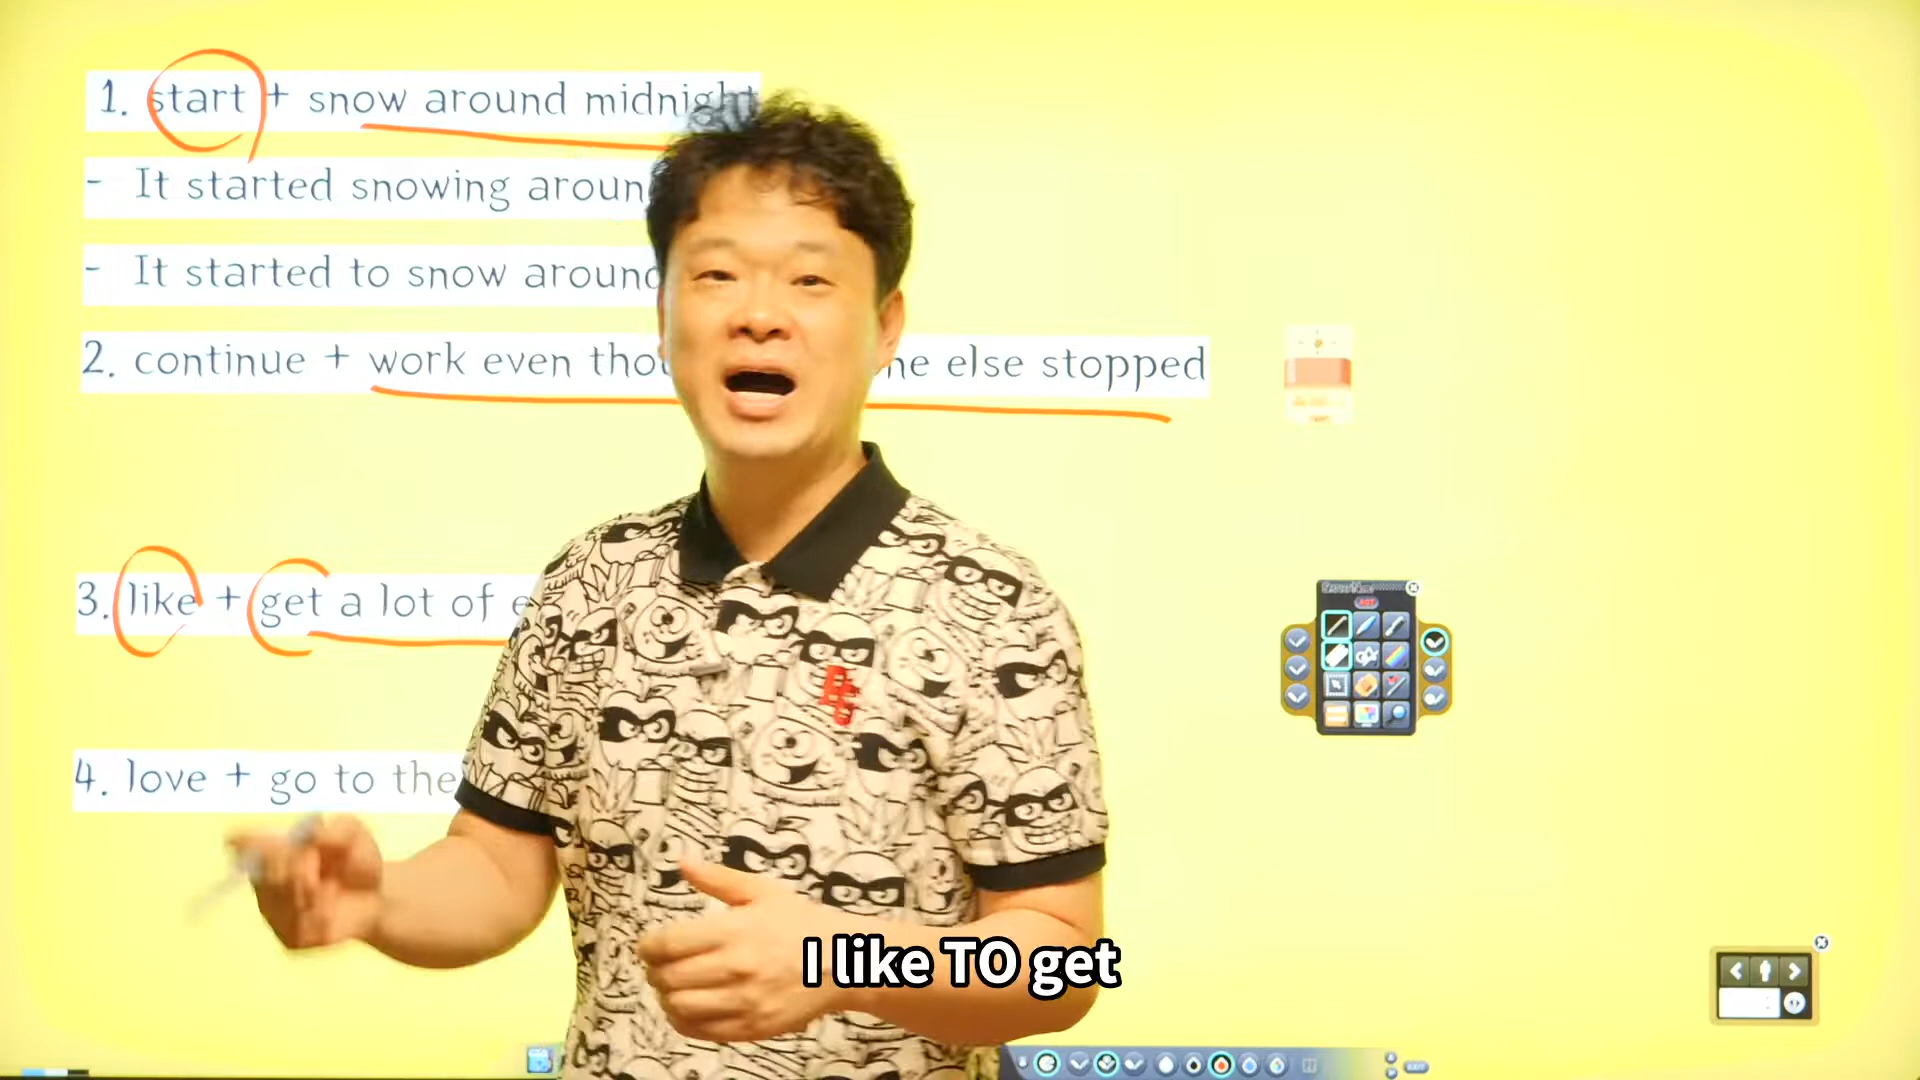 1. start + snow around midnight
- It started snowing aroun
- It started to snow around
2. continue + work even tho ne else stopped
3. like + get a lot of e
4. love + go to the
I like TO get
EXIT